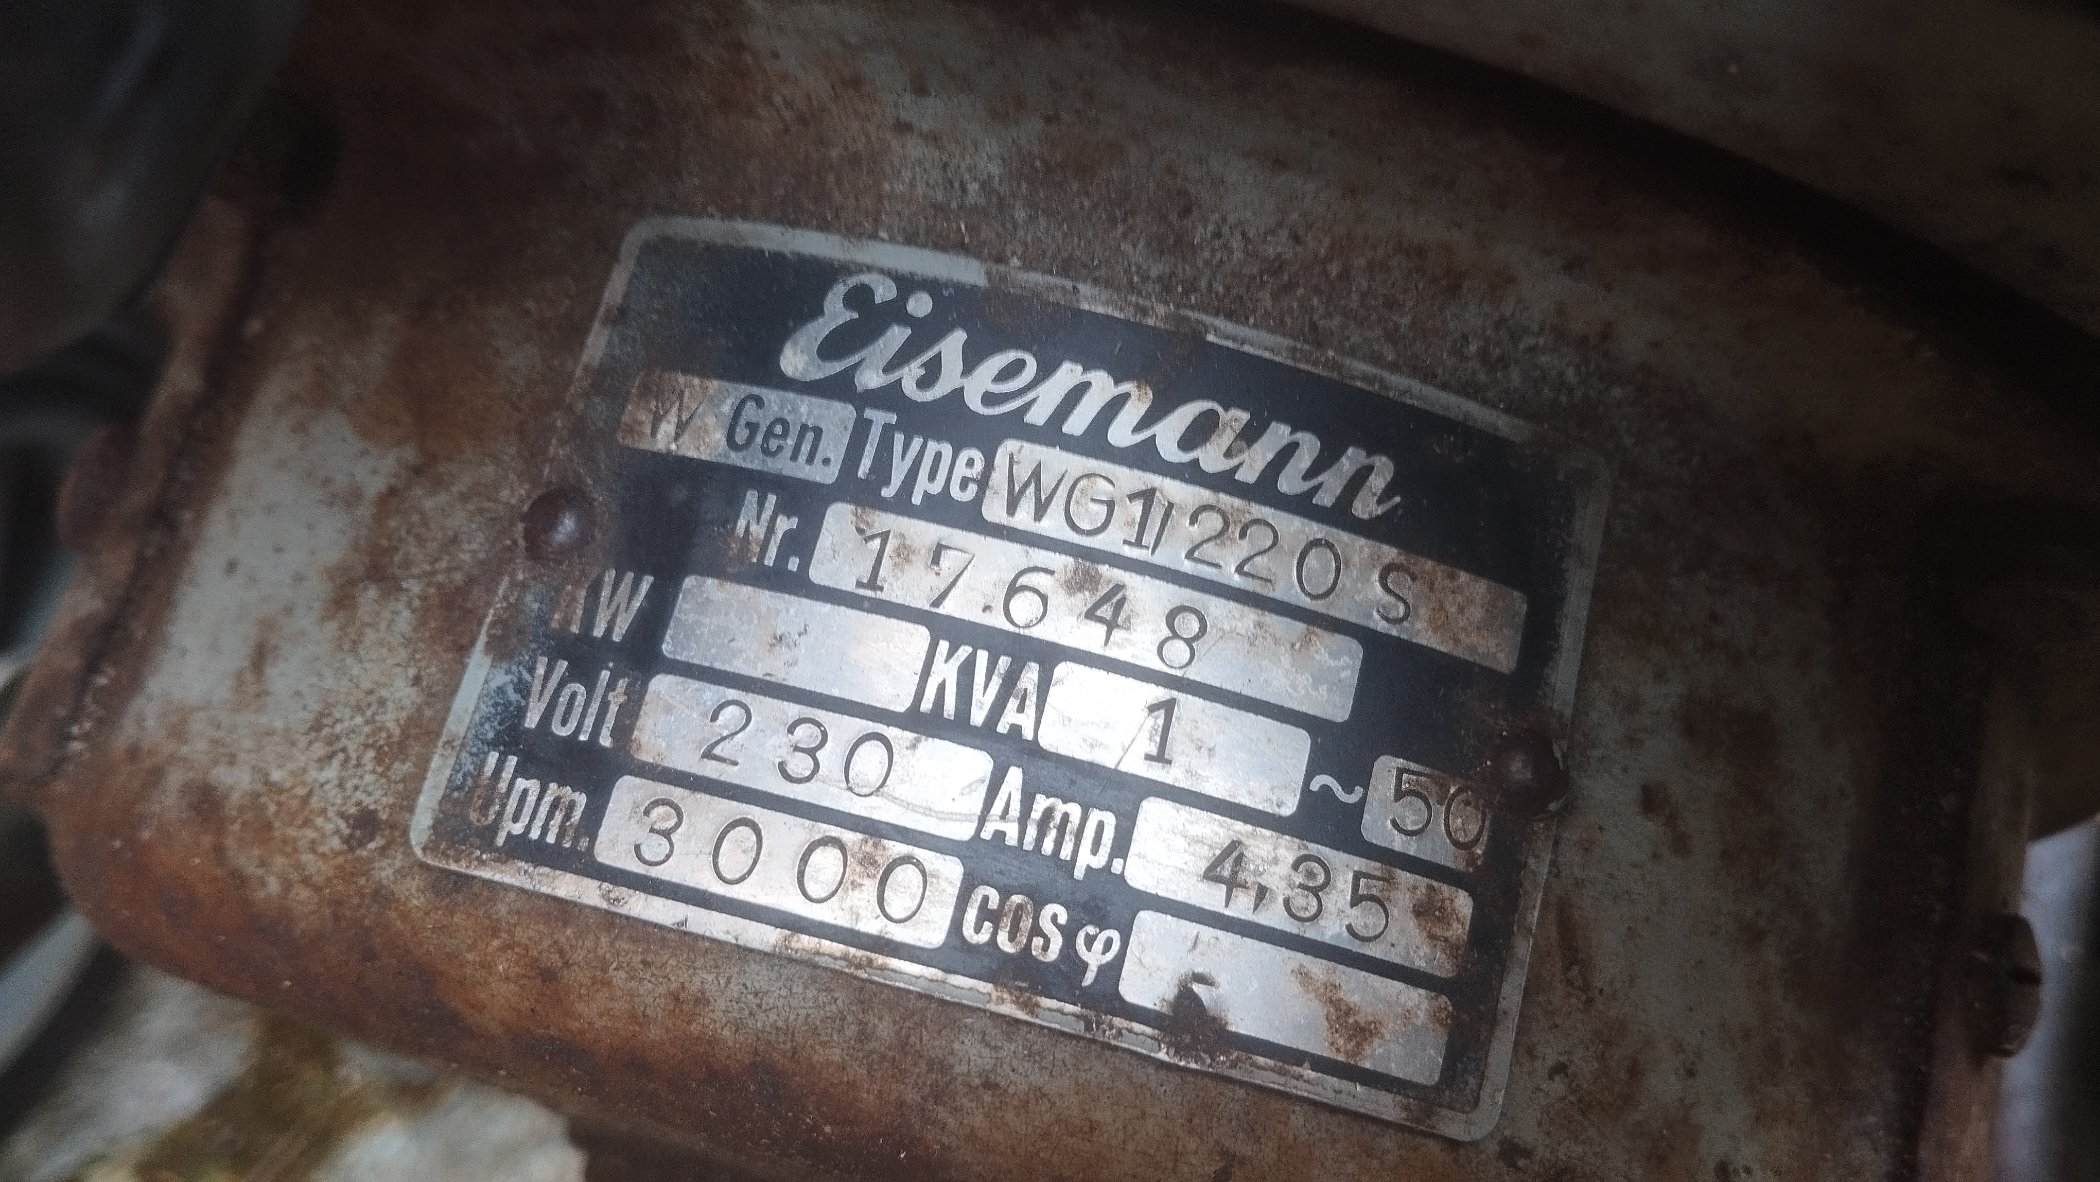 Eisemann
W Gen. Type WG1/220 S
Nr. 17.648
KW KVA 1 ~ 50
Volt 230 Amp. 4,35
Upm. 3000 cos φ